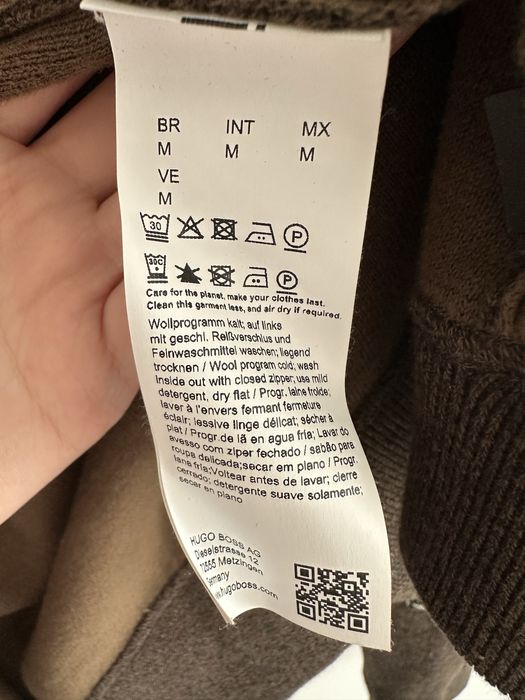 BR INT MX
M M M
VE
M
30 P
30C P
Care for the planet, make your clothes last.
Clean this garment less, and air dry if required.
Wollprogramm kalt; auf links
mit geschl. Reißverschluss und
Feinwaschmittel waschen; liegend
trocknen / Wool program cold; wash
inside out with closed zipper; use mild
detergent, dry flat / Progr. laine froide;
laver à l'envers fermant fermeture
éclair; lessive linge délicat; sécher à
plat / Progr.de lã en agua fria; Lavar do
avesso com ziper fechado / sabão para
roupa delicada;secar em plano / Progr.
lana fría;Voltear antes de lavar; cierre
cerrado; detergente suave solamente;
secar en plano
HUGO BOSS AG
Dieselstrasse 12
72555 Metzingen
Germany
www.hugoboss.com